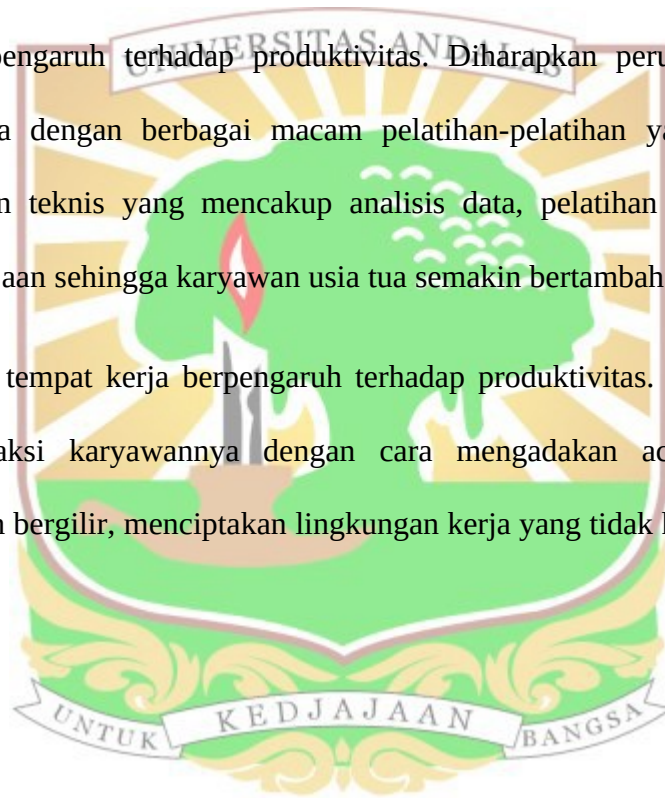 UNIVERSITAS ANDALAS
pengaruh terhadap produktivitas. Diharapkan peru
a dengan berbagai macam pelatihan-pelatihan ya
n teknis yang mencakup analisis data, pelatihan
aan sehingga karyawan usia tua semakin bertambah
tempat kerja berpengaruh terhadap produktivitas.
aksi karyawannya dengan cara mengadakan ac
n bergilir, menciptakan lingkungan kerja yang tidak
UNTUK KEDJAJAAN BANGSA